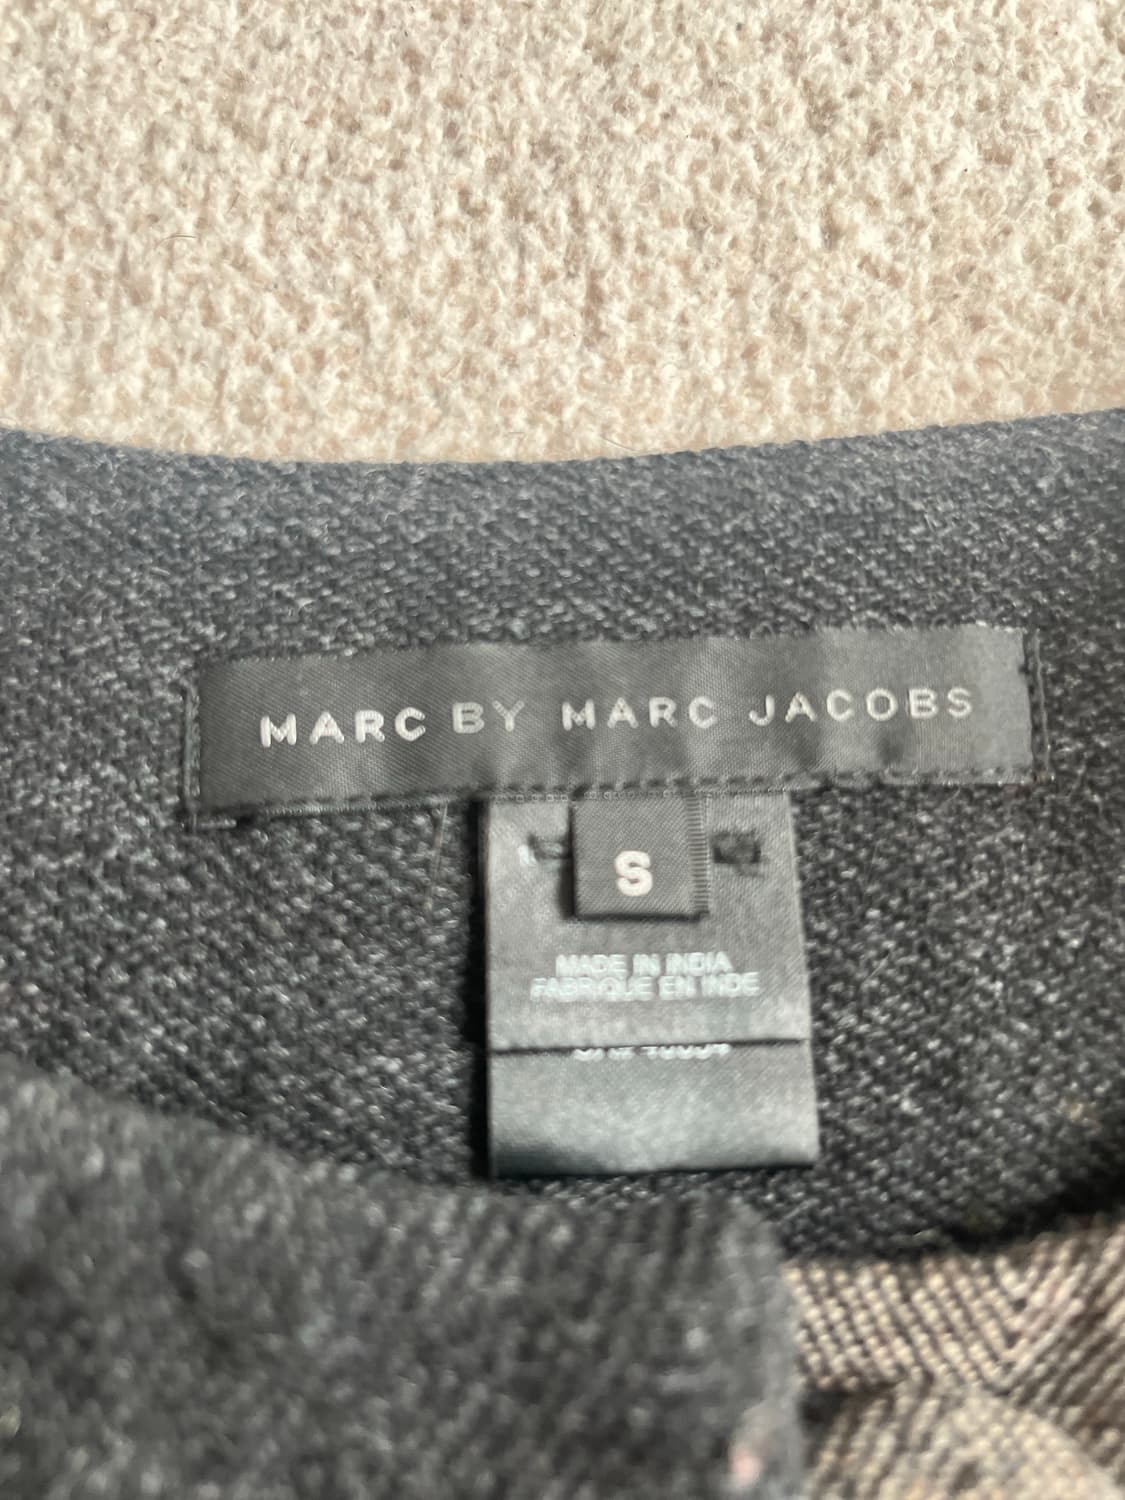 MARC BY MARC JACOBS
S
MADE IN INDIA
FABRIQUE EN INDE